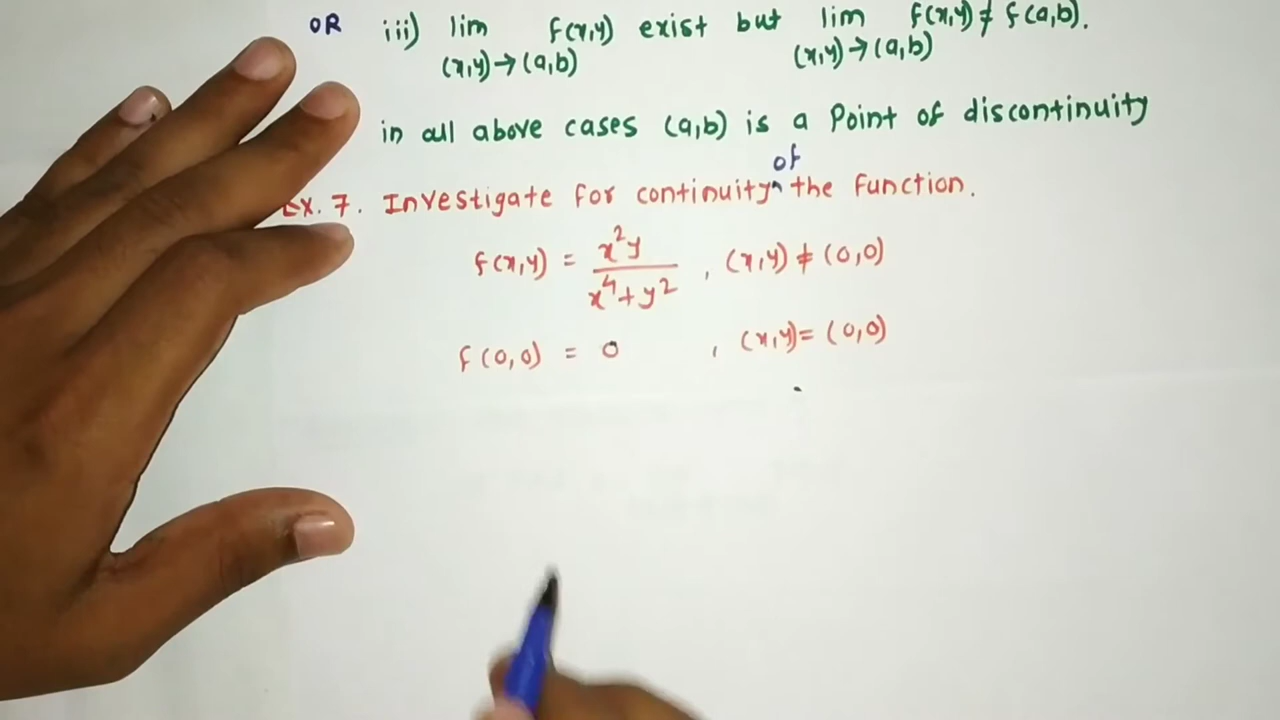 OR iii) lim f(x,y) exist but lim f(x,y) ≠ f(a,b).
(x,y)→(a,b) (x,y)→(a,b)
in all above cases (a,b) is a Point of discontinuity
Ex. 7. Investigate for continuity of the function.
f(x,y) = x²y / x⁴+y² , (x,y) ≠ (0,0)
f(0,0) = 0 , (x,y) = (0,0)